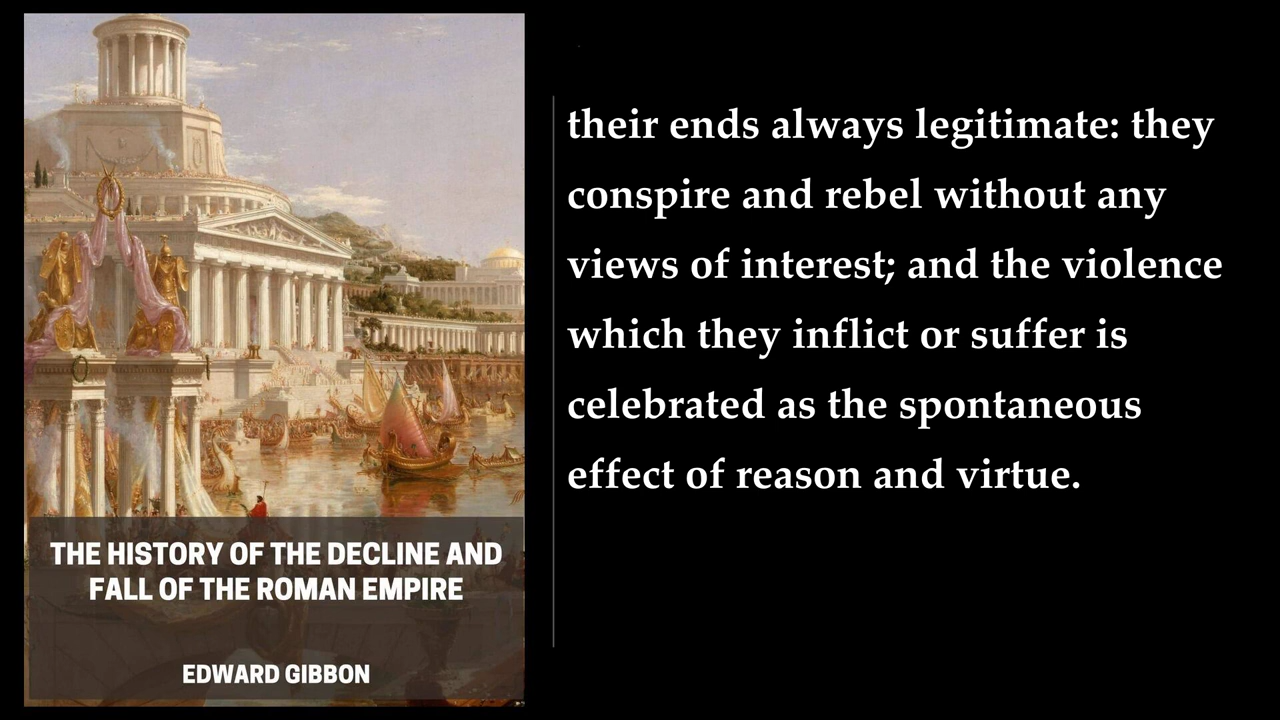 their ends always legitimate: they
conspire and rebel without any
views of interest; and the violence
which they inflict or suffer is
celebrated as the spontaneous
effect of reason and virtue.
THE HISTORY OF THE DECLINE AND
FALL OF THE ROMAN EMPIRE
EDWARD GIBBON